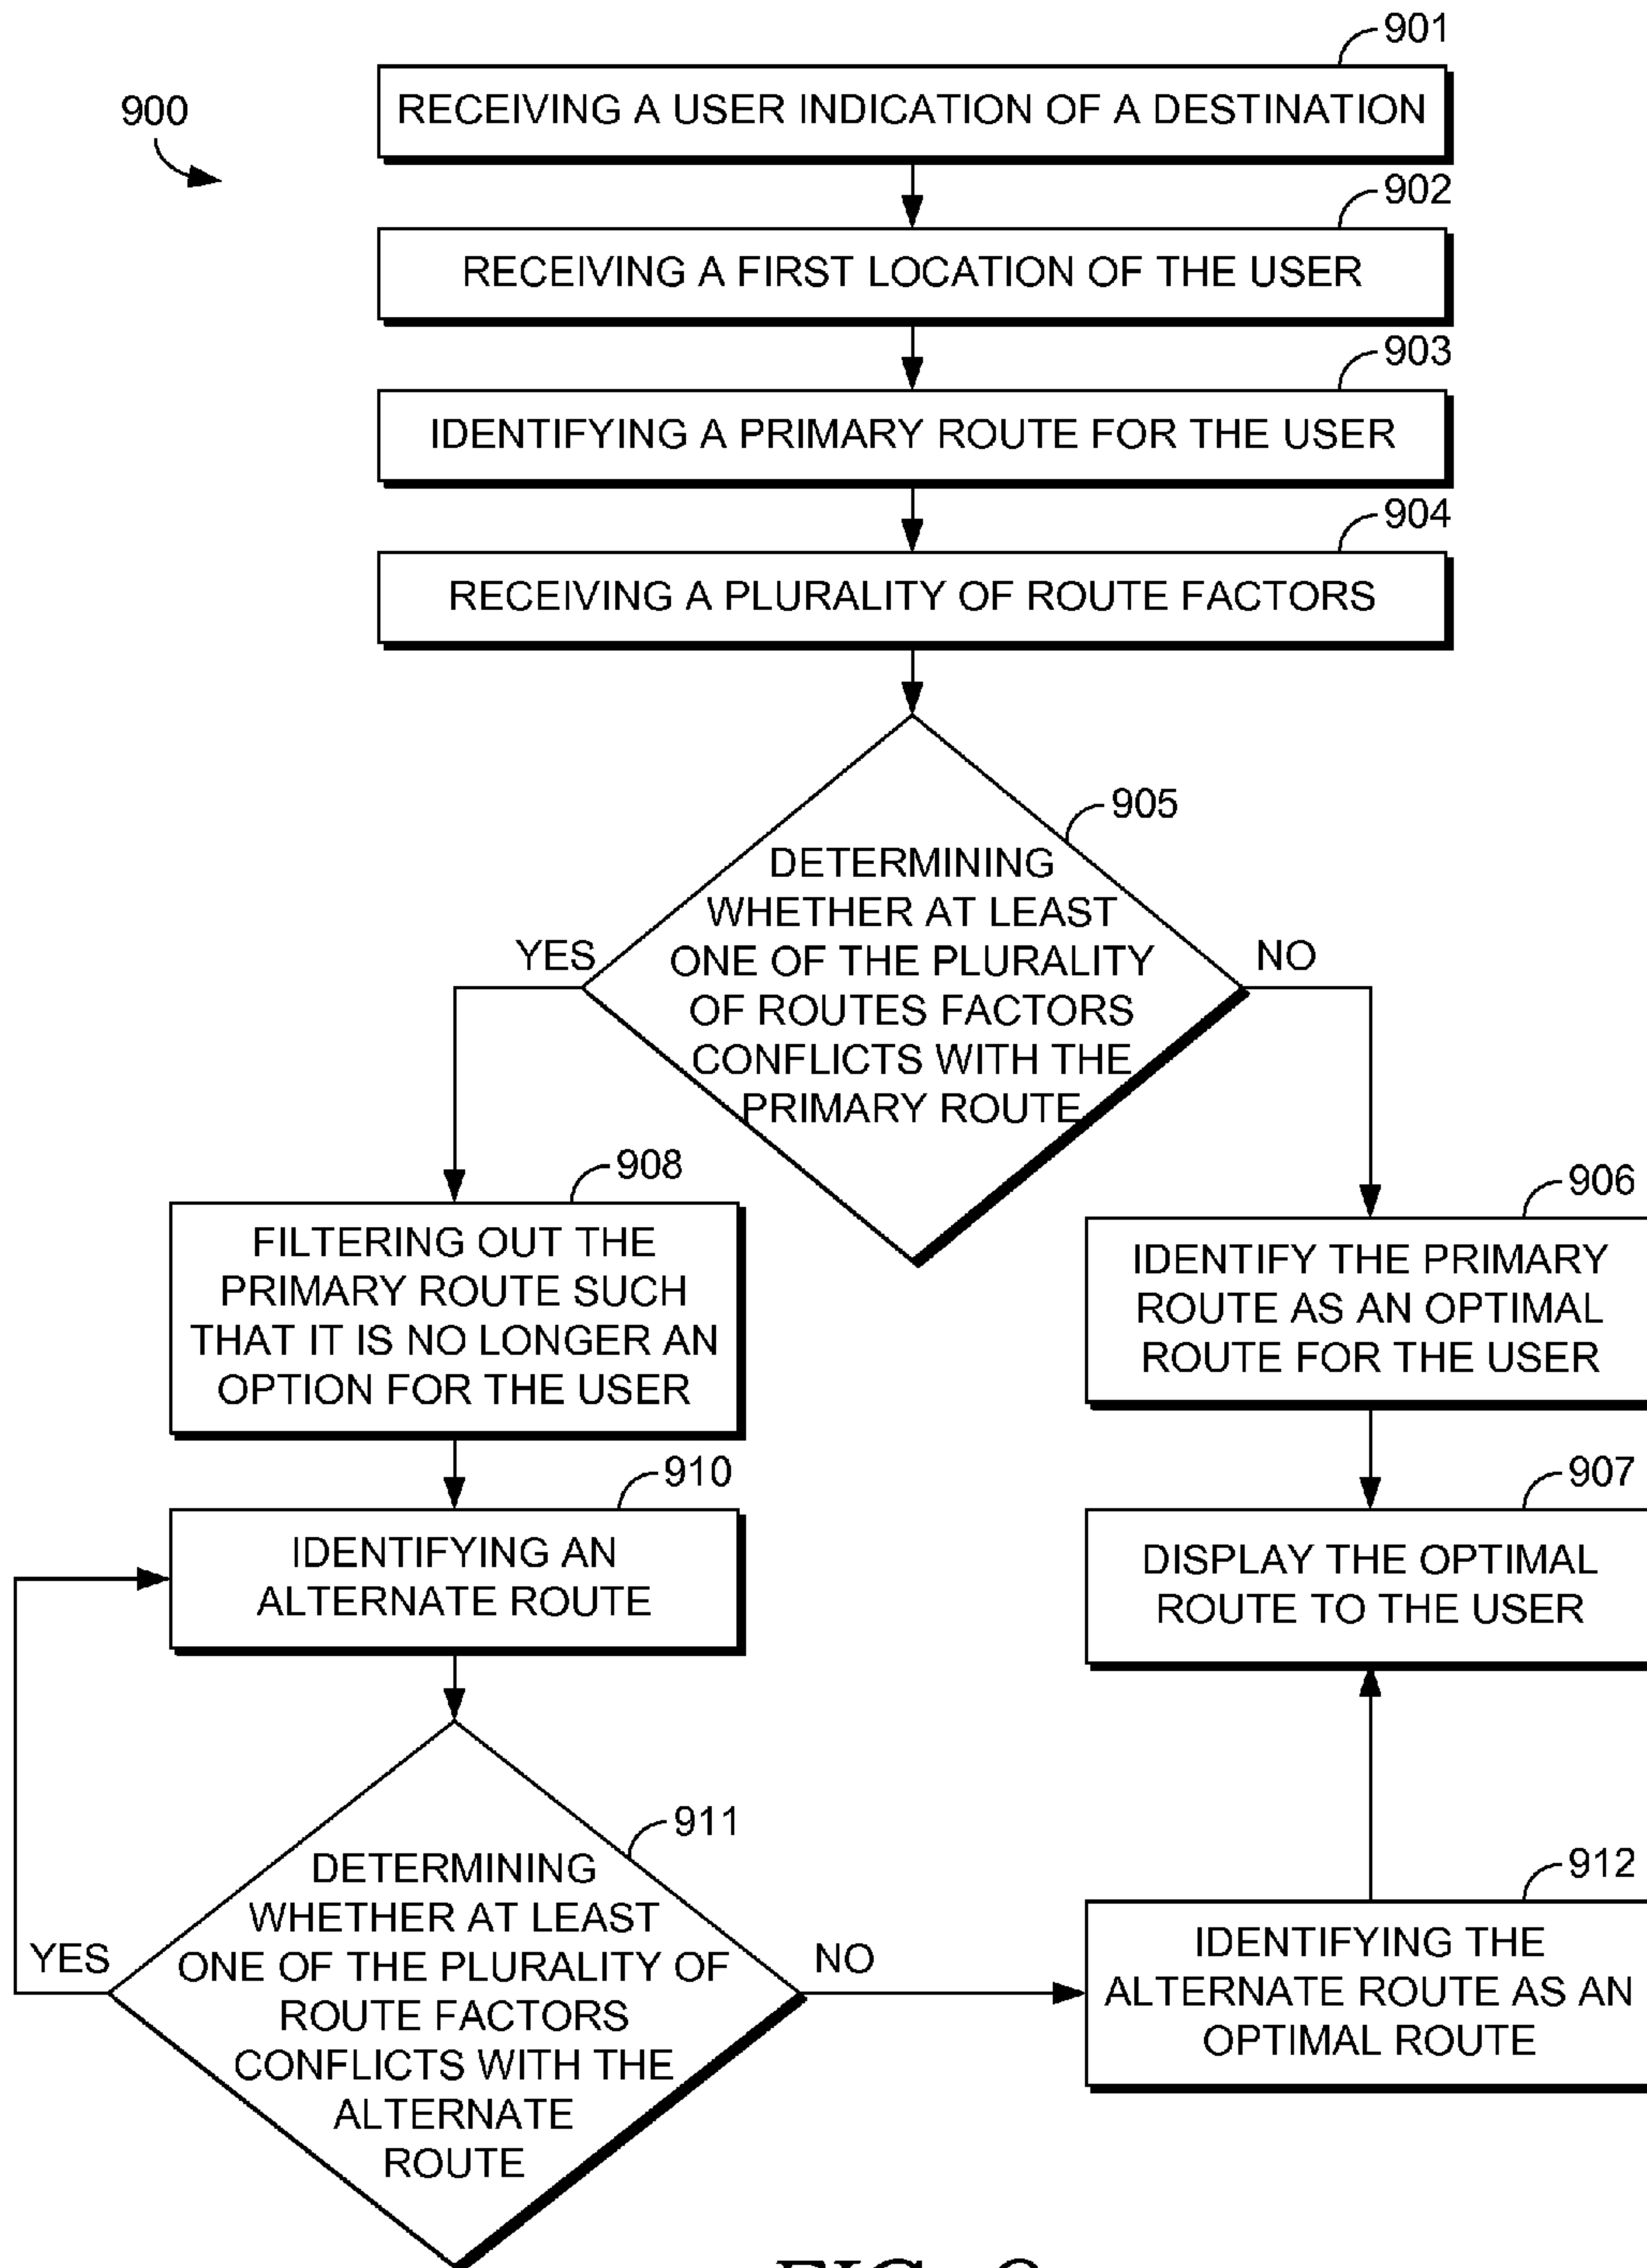 901
900
RECEIVING A USER INDICATION OF A DESTINATION
902
RECEIVING A FIRST LOCATION OF THE USER
903
IDENTIFYING A PRIMARY ROUTE FOR THE USER
904
RECEIVING A PLURALITY OF ROUTE FACTORS
905
DETERMINING
WHETHER AT LEAST
ONE OF THE PLURALITY
OF ROUTES FACTORS
CONFLICTS WITH THE
PRIMARY ROUTE
YES
NO
908
FILTERING OUT THE
PRIMARY ROUTE SUCH
THAT IT IS NO LONGER AN
OPTION FOR THE USER
906
IDENTIFY THE PRIMARY
ROUTE AS AN OPTIMAL
ROUTE FOR THE USER
910
IDENTIFYING AN
ALTERNATE ROUTE
907
DISPLAY THE OPTIMAL
ROUTE TO THE USER
911
DETERMINING
WHETHER AT LEAST
ONE OF THE PLURALITY OF
ROUTE FACTORS
CONFLICTS WITH THE
ALTERNATE
ROUTE
YES
NO
912
IDENTIFYING THE
ALTERNATE ROUTE AS AN
OPTIMAL ROUTE